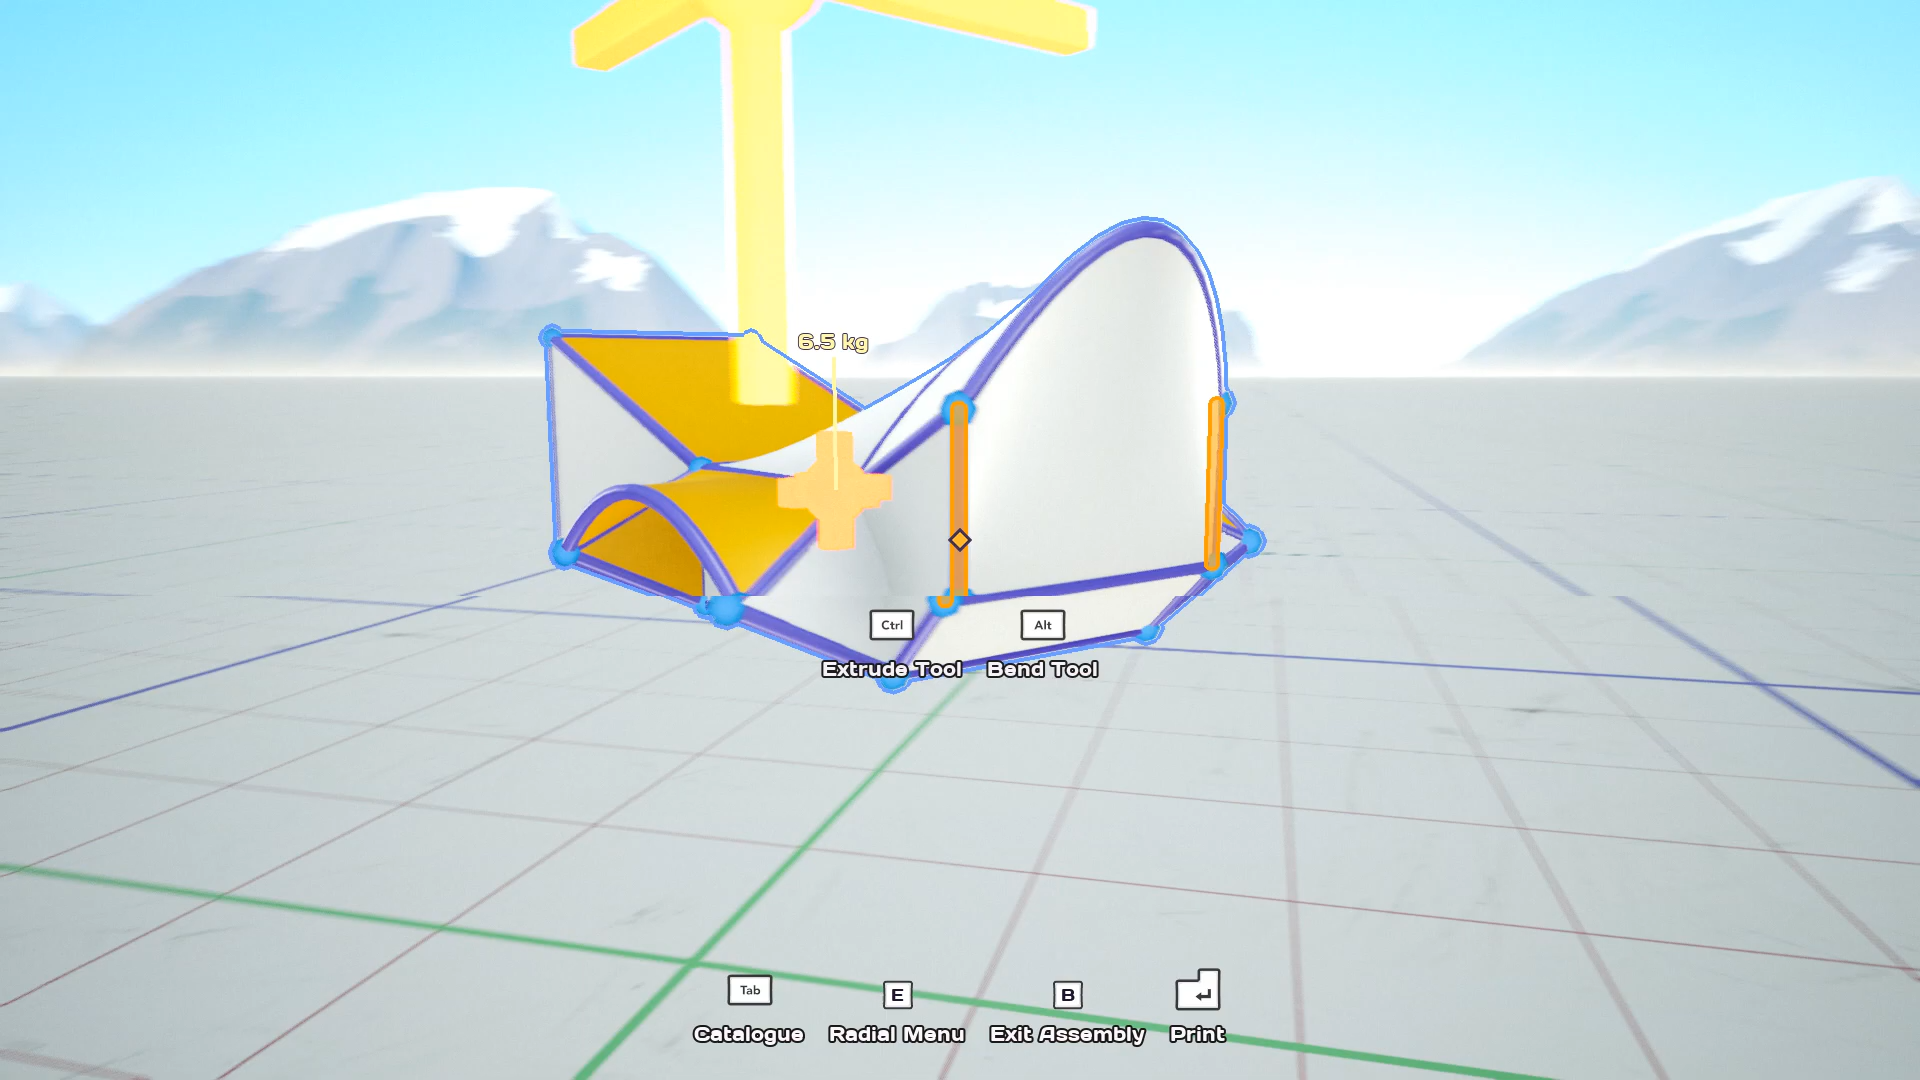 6.5 kg
Ctrl
Alt
Extrude Tool
Bend Tool
Tab
E
B
Catalogue
Radial Menu
Exit Assembly
Print